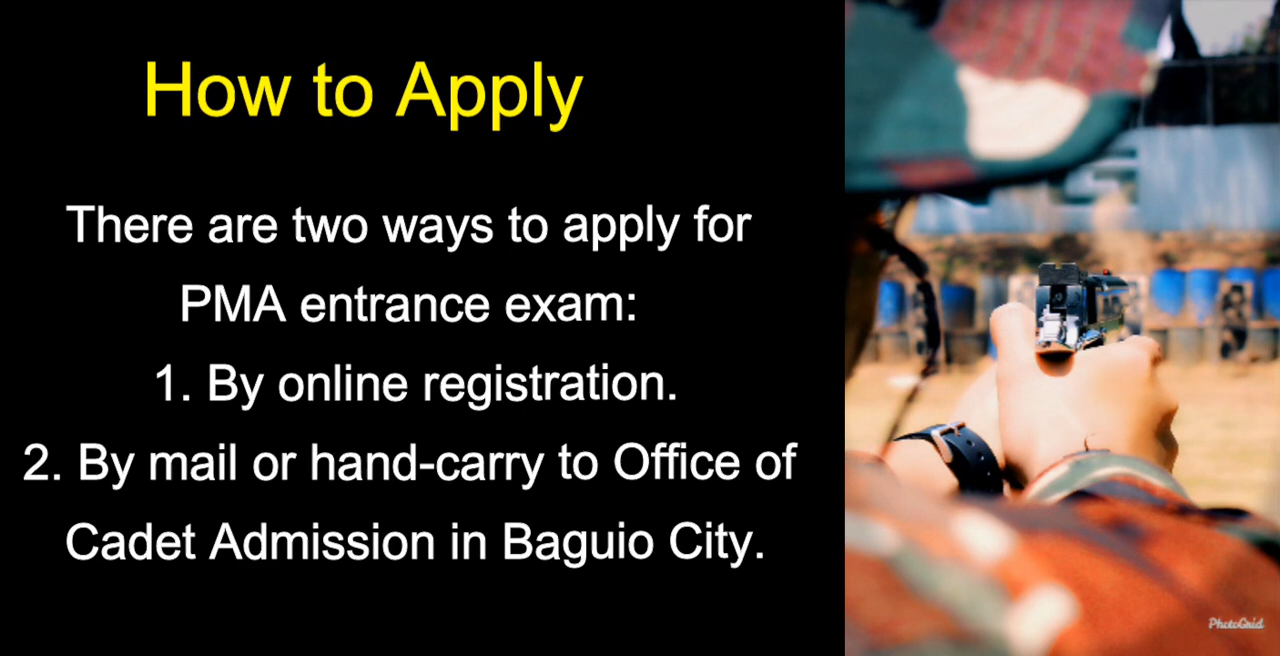 How to Apply
There are two ways to apply for
PMA entrance exam:
1. By online registration.
2. By mail or hand-carry to Office of
Cadet Admission in Baguio City.
PhotoGrid